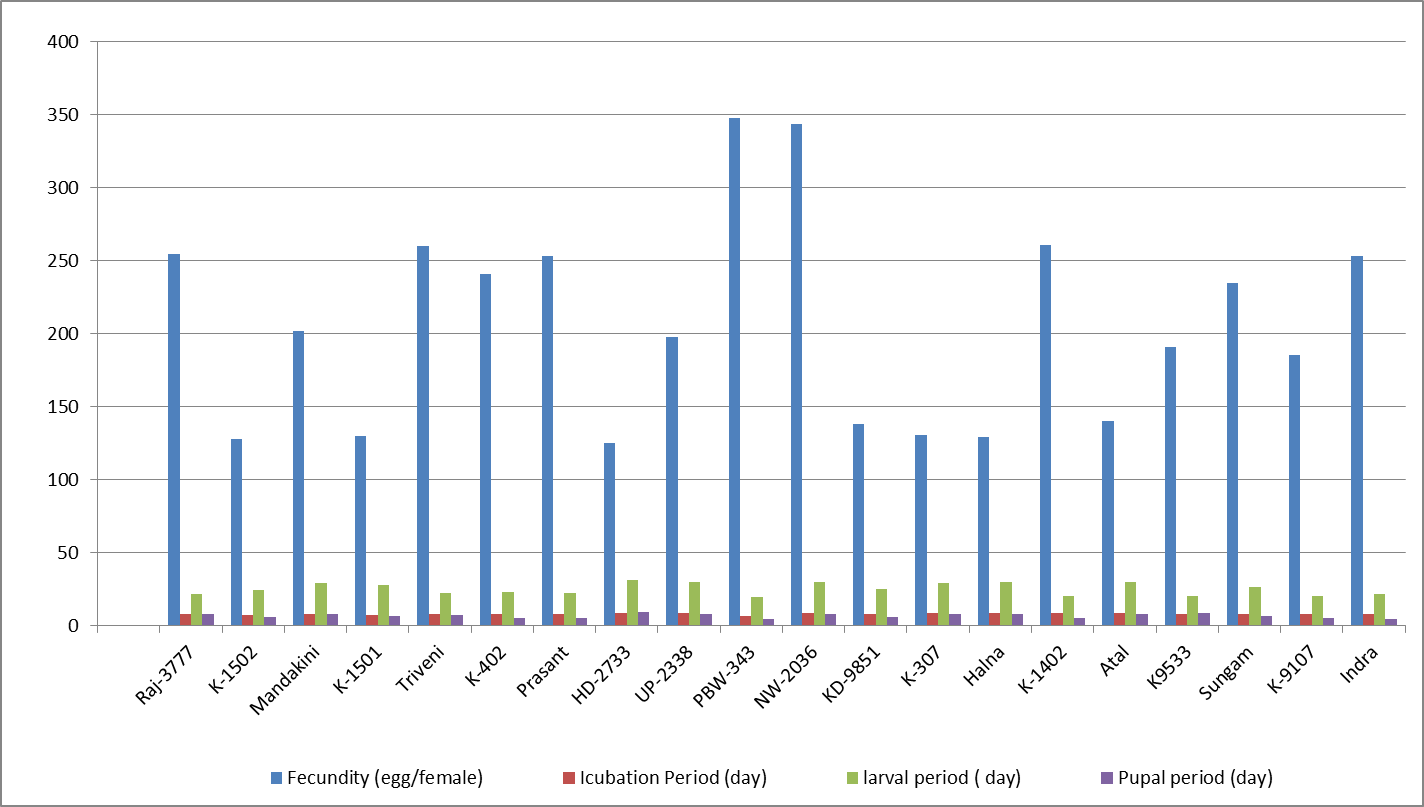 400
350
300
250
200
150
100
50
0
Raj-3777
K-1502
Mandakini
K-1501
Triveni
K-402
Prasant
HD-2733
UP-2338
PBW-343
NW-2036
KD-9851
K-307
Halna
K-1402
Atal
K9533
Sungam
K-9107
Indra
Fecundity (egg/female) Icubation Period (day) larval period ( day) Pupal period (day)